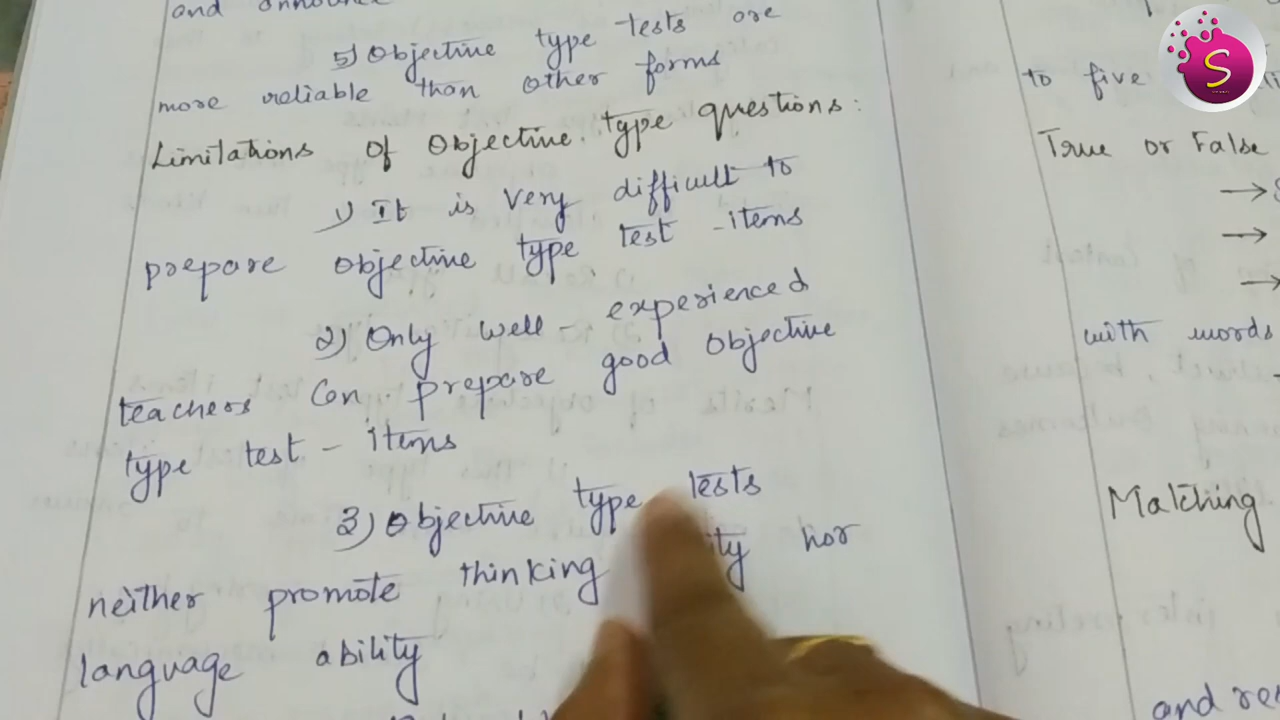 and
5) Objective type tests are
more reliable than other forms
Limitations of Objective type questions:
1) It is very difficult to
prepare objective type test -items
2) Only well- experienced
teachers can prepare good objective
type test - items
3) Objective type tests
neither promote thinking nor
language ability
to five
True or False
→
→
→
with words
Matching
and
S